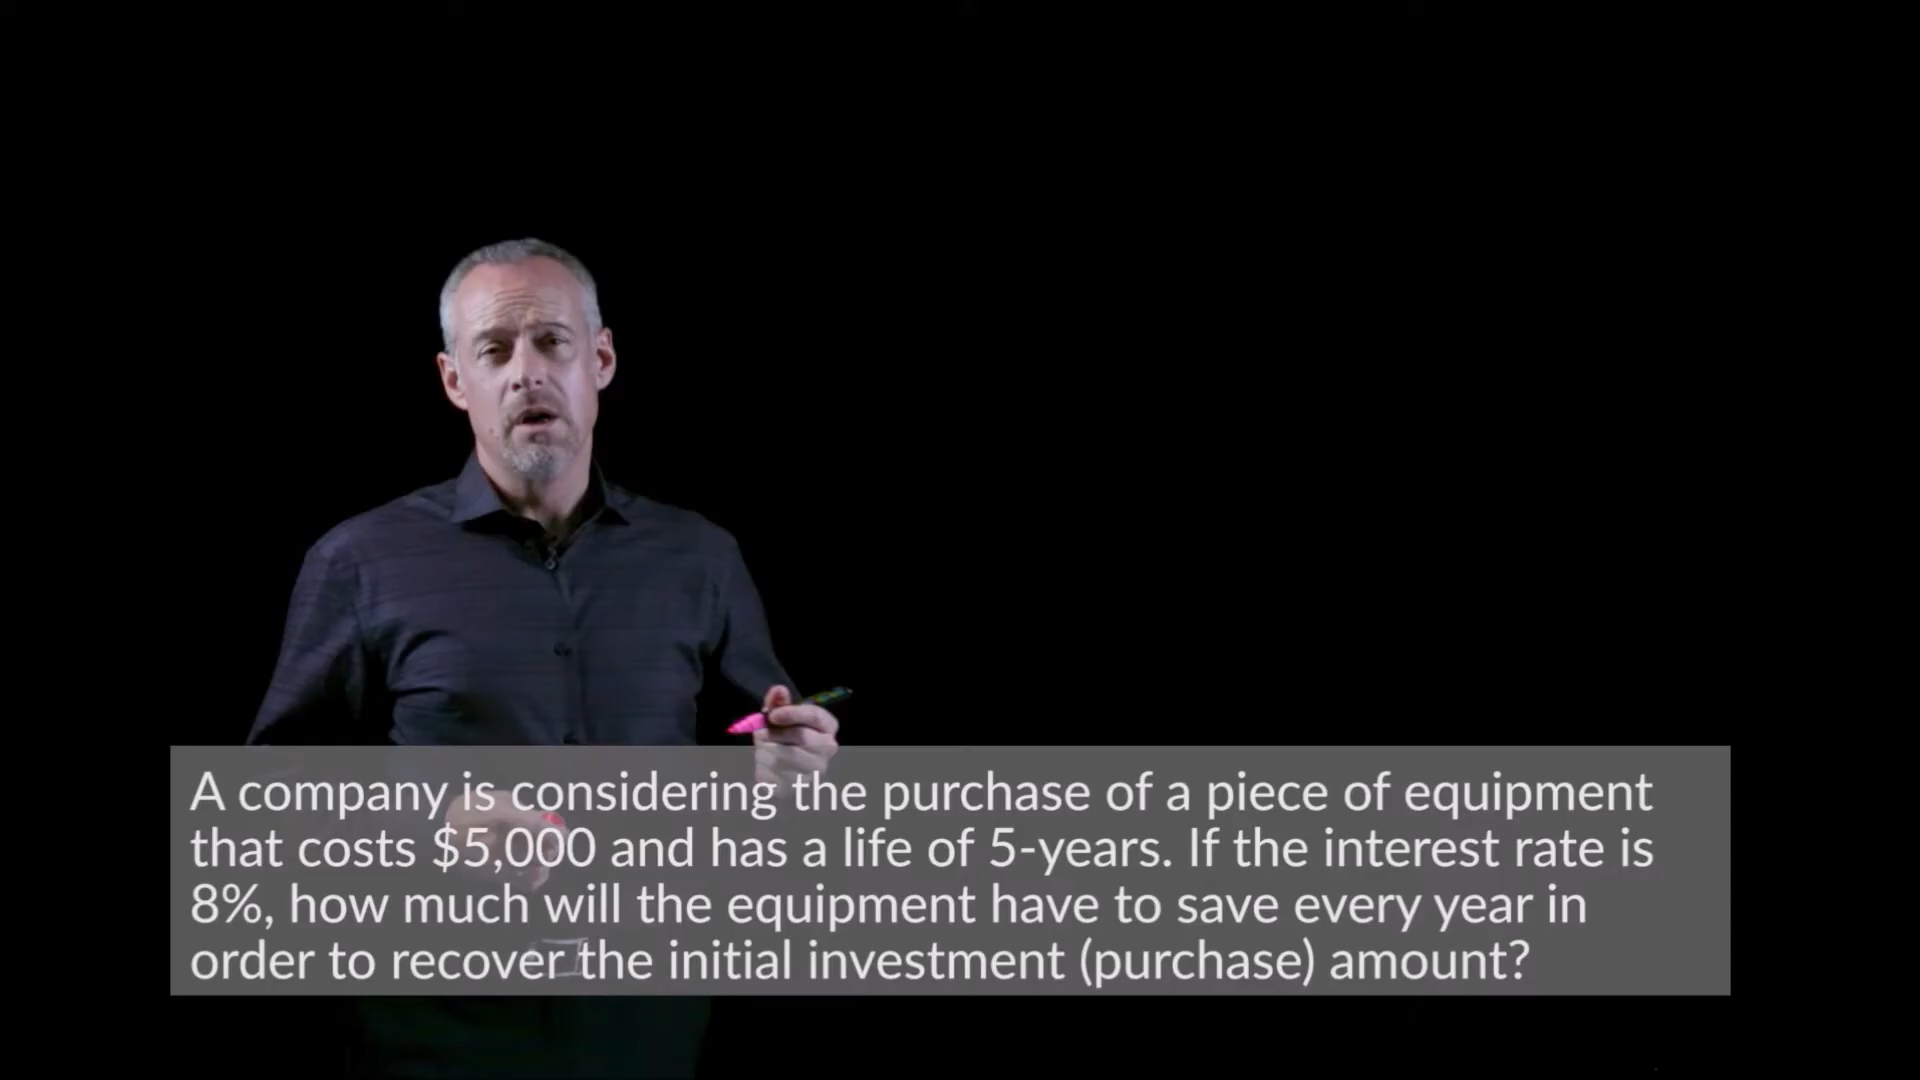 A company is considering the purchase of a piece of equipment
that costs $5,000 and has a life of 5-years. If the interest rate is
8%, how much will the equipment have to save every year in
order to recover the initial investment (purchase) amount?